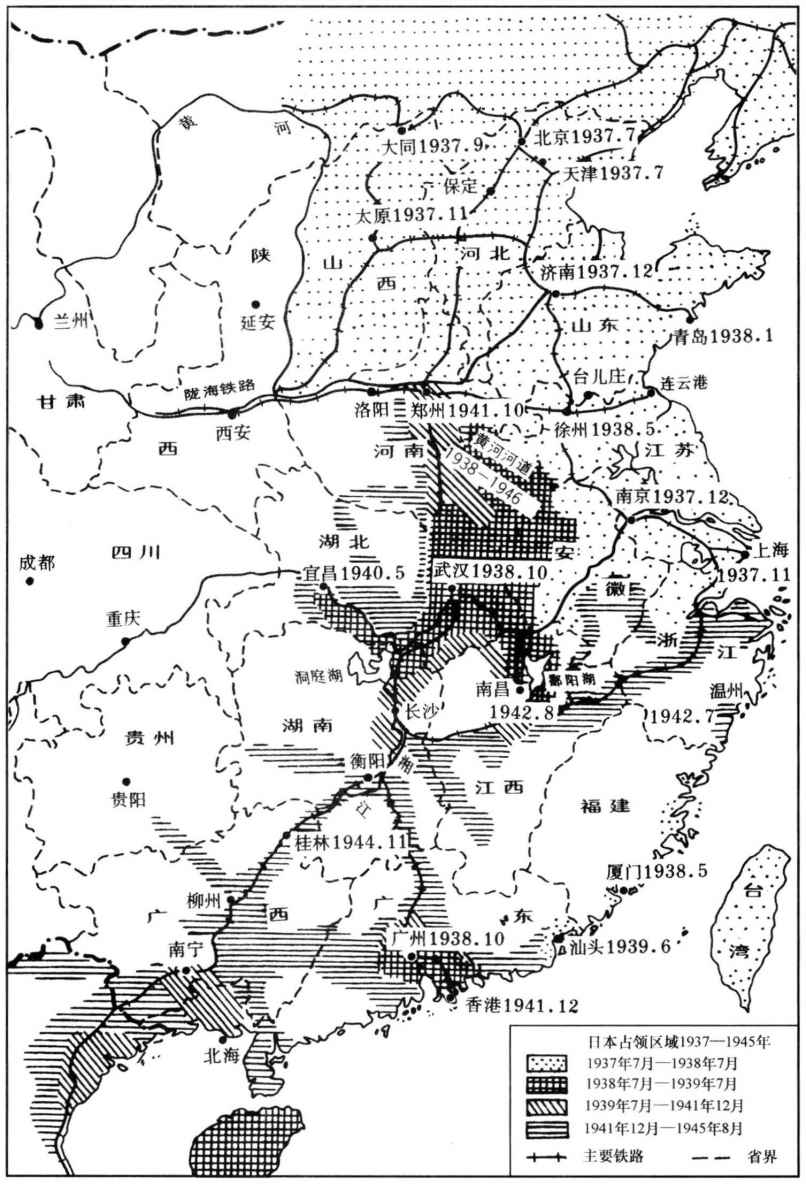 黄河
大同1937.9
北京1937.7
天津1937.7
保定
太原1937.11
陕
山
西
河北
济南1937.12
兰州
延安
山东
青岛1938.1
陇海铁路
台儿庄
连云港
甘肃
洛阳
郑州1941.10
西安
徐州1938.5
西
河南
黄河河道
1938－1946
江苏
南京1937.12
四川
湖北
安
上海
1937.11
成都
宜昌1940.5
武汉1938.10
徽
重庆
浙
江
洞庭湖
南昌
1942.8
鄱阳湖
温州
1942.7
长沙
贵州
湖南
衡阳
湘
江
江西
贵阳
福建
桂林1944.11
厦门1938.5
台
湾
柳州
广
西
广
东
南宁
广州1938.10
汕头1939.6
香港1941.12
北海
日本占领区域1937—1945年
1937年7月—1938年7月
1938年7月—1939年7月
1939年7月—1941年12月
1941年12月—1945年8月
主要铁路
省界